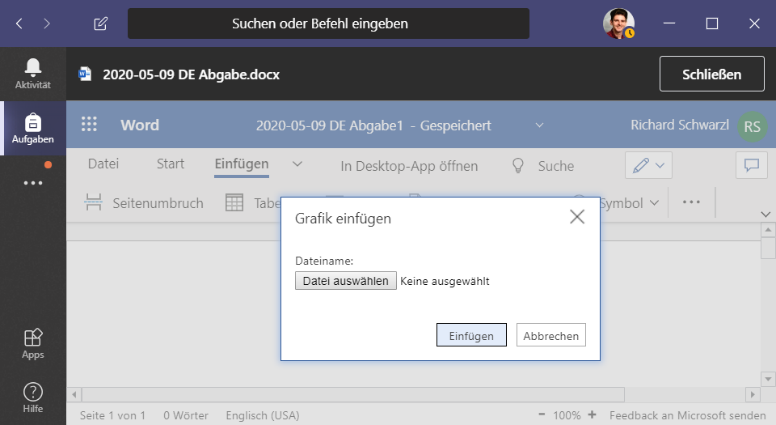 Suchen oder Befehl eingeben
Aktivität
2020-05-09 DE Abgabe.docx
Schließen
Aufgaben
Word
2020-05-09 DE Abgabe1 - Gespeichert
Richard Schwarzl
RS
Datei
Start
Einfügen
In Desktop-App öffnen
Suche
Seitenumbruch
Symbol
Grafik einfügen
Dateiname:
Datei auswählen
Keine ausgewählt
Einfügen
Abbrechen
Apps
Hilfe
Seite 1 von 1
0 Wörter
Englisch (USA)
100%
Feedback an Microsoft senden